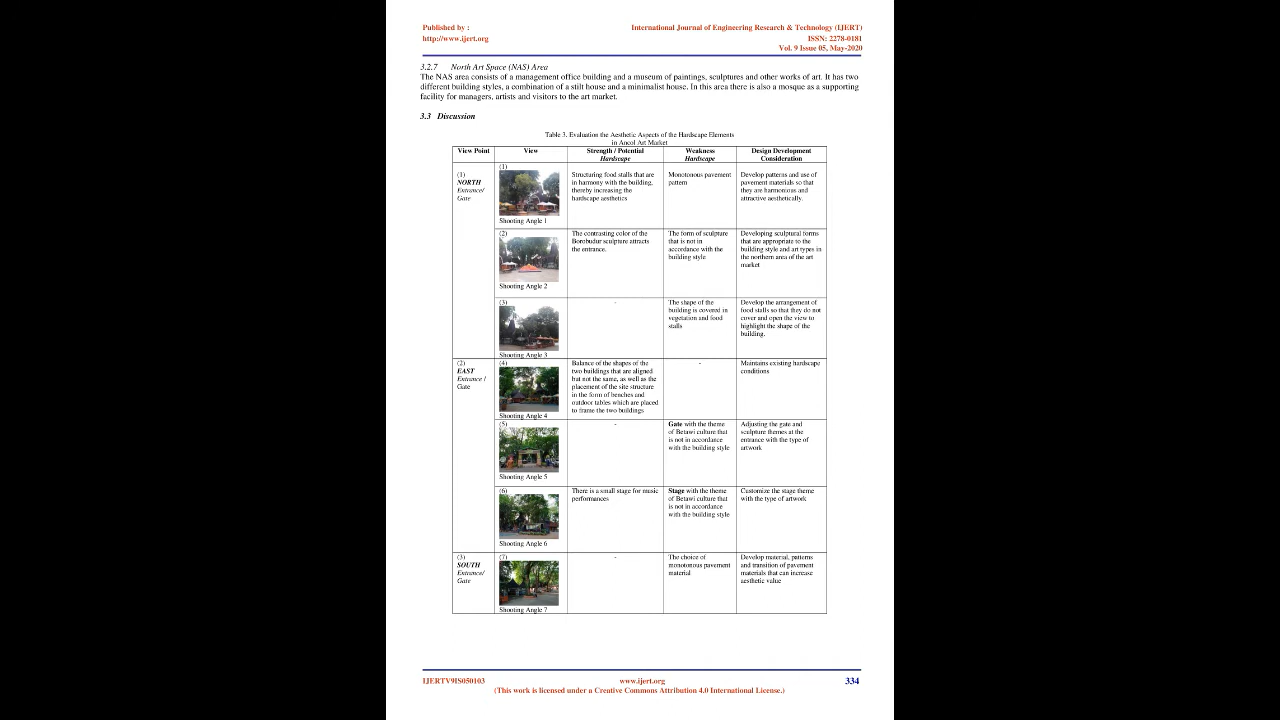 Published by :
International Journal of Engineering Research & Technology (IJERT)
http://www.ijert.org
ISSN: 2278-0181
Vol. 9 Issue 05, May-2020
3.2.7 North Art Space (NAS) Area
The NAS area consists of a management office building and a museum of paintings, sculptures and other works of art. It has two
different building styles, a combination of a stilt house and a minimalist house. In this area there is also a mosque as a supporting
facility for managers, artists and visitors to the art market.
3.3 Discussion
Table 3. Evaluation the Aesthetic Aspects of the Hardscape Elements
in Ancol Art Market
View Point
View
Strength / Potential
Hardscape
Weakness
Hardscape
Design Development
Consideration
(1)
NORTH
Entrance/
Gate
(1)
Shooting Angle 1
Structuring food stalls that are
in harmony with the building,
thereby increasing the
hardscape aesthetics
Monotonous pavement
pattern
Develop patterns and use of
pavement materials so that
they are harmonious and
attractive aesthetically.
(2)
Shooting Angle 2
The contrasting color of the
Borobudur sculpture attracts
the entrance.
The form of sculpture
that is not in
accordance with the
building style
Developing sculptural forms
that are appropriate to the
building style and art types in
the northern area of the art
market
(3)
Shooting Angle 3
-
The shape of the
building is covered in
vegetation and food
stalls
Develop the arrangement of
food stalls so that they do not
cover and open the view to
highlight the shape of the
building.
(2)
EAST
Entrance /
Gate
(4)
Shooting Angle 4
Balance of the shapes of the
two buildings that are aligned
but not the same, as well as the
placement of the site structure
in the form of benches and
outdoor tables which are placed
to frame the two buildings
-
Maintains existing hardscape
conditions
(5)
Shooting Angle 5
-
Gate with the theme
of Betawi culture that
is not in accordance
with the building style
Adjusting the gate and
sculpture themes at the
entrance with the type of
artwork
(6)
Shooting Angle 6
There is a small stage for music
performances
Stage with the theme
of Betawi culture that
is not in accordance
with the building style
Customize the stage theme
with the type of artwork
(3)
SOUTH
Entrance/
Gate
(7)
Shooting Angle 7
-
The choice of
monotonous pavement
material
Develop material, patterns
and transition of pavement
materials that can increase
aesthetic value
IJERTV9IS050103
www.ijert.org
334
(This work is licensed under a Creative Commons Attribution 4.0 International License.)